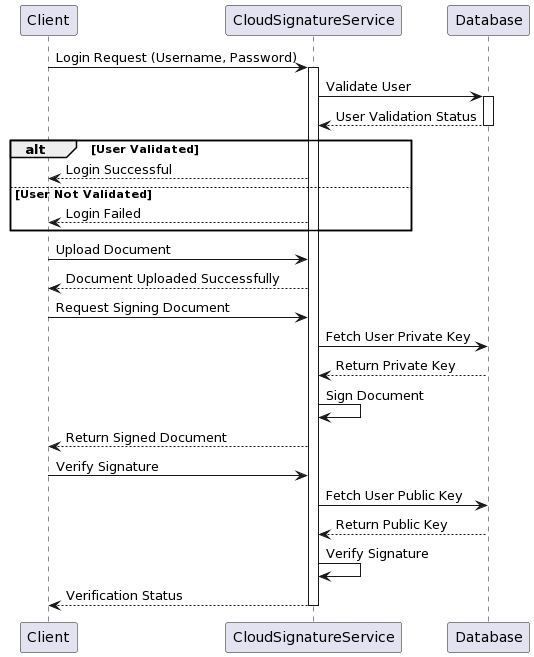 Client
CloudSignatureService
Database
Login Request (Username, Password)
Validate User
User Validation Status
alt
[User Validated]
Login Successful
[User Not Validated]
Login Failed
Upload Document
Document Uploaded Successfully
Request Signing Document
Fetch User Private Key
Return Private Key
Sign Document
Return Signed Document
Verify Signature
Fetch User Public Key
Return Public Key
Verify Signature
Verification Status
Client
CloudSignatureService
Database